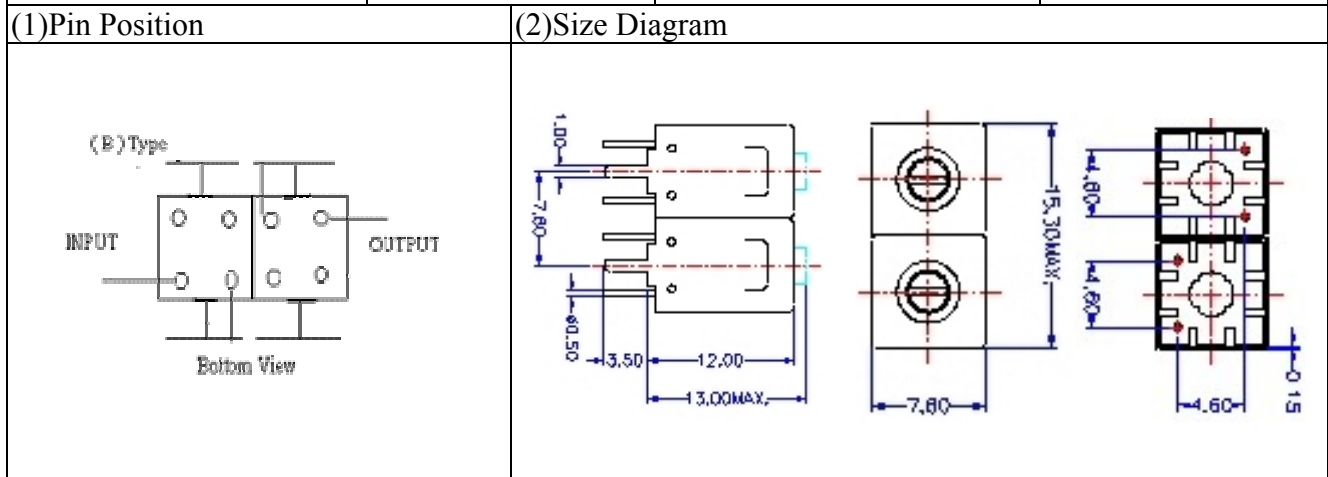 (1)Pin Position
(2)Size Diagram
(B)Type
INPUT
OUTPUT
Bottom View
1.00
7.80
ø0.50
3.50
12.00
13.00MAX,
7.80
15.30MAX,
4.60
4.60
4.60
0.15